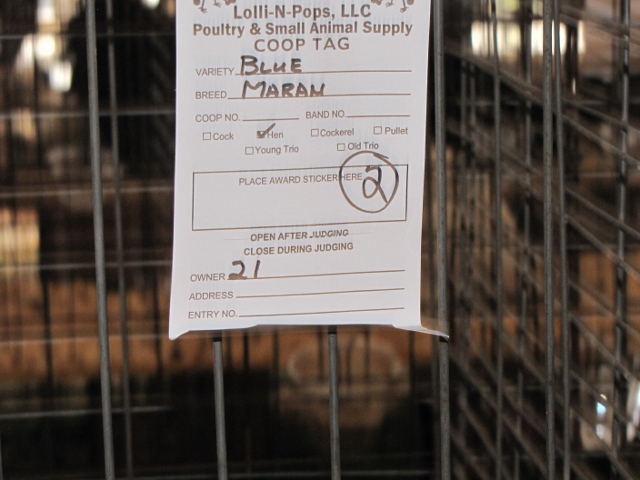 Lolli-N-Pops, LLC
Poultry & Small Animal Supply
COOP TAG
VARIETY BLUE
BREED MARAN
COOP NO. BAND NO.
Cock Hen Cockerel Pullet
Young Trio Old Trio
PLACE AWARD STICKER HERE 2
OPEN AFTER JUDGING
CLOSE DURING JUDGING
OWNER 21
ADDRESS
ENTRY NO.